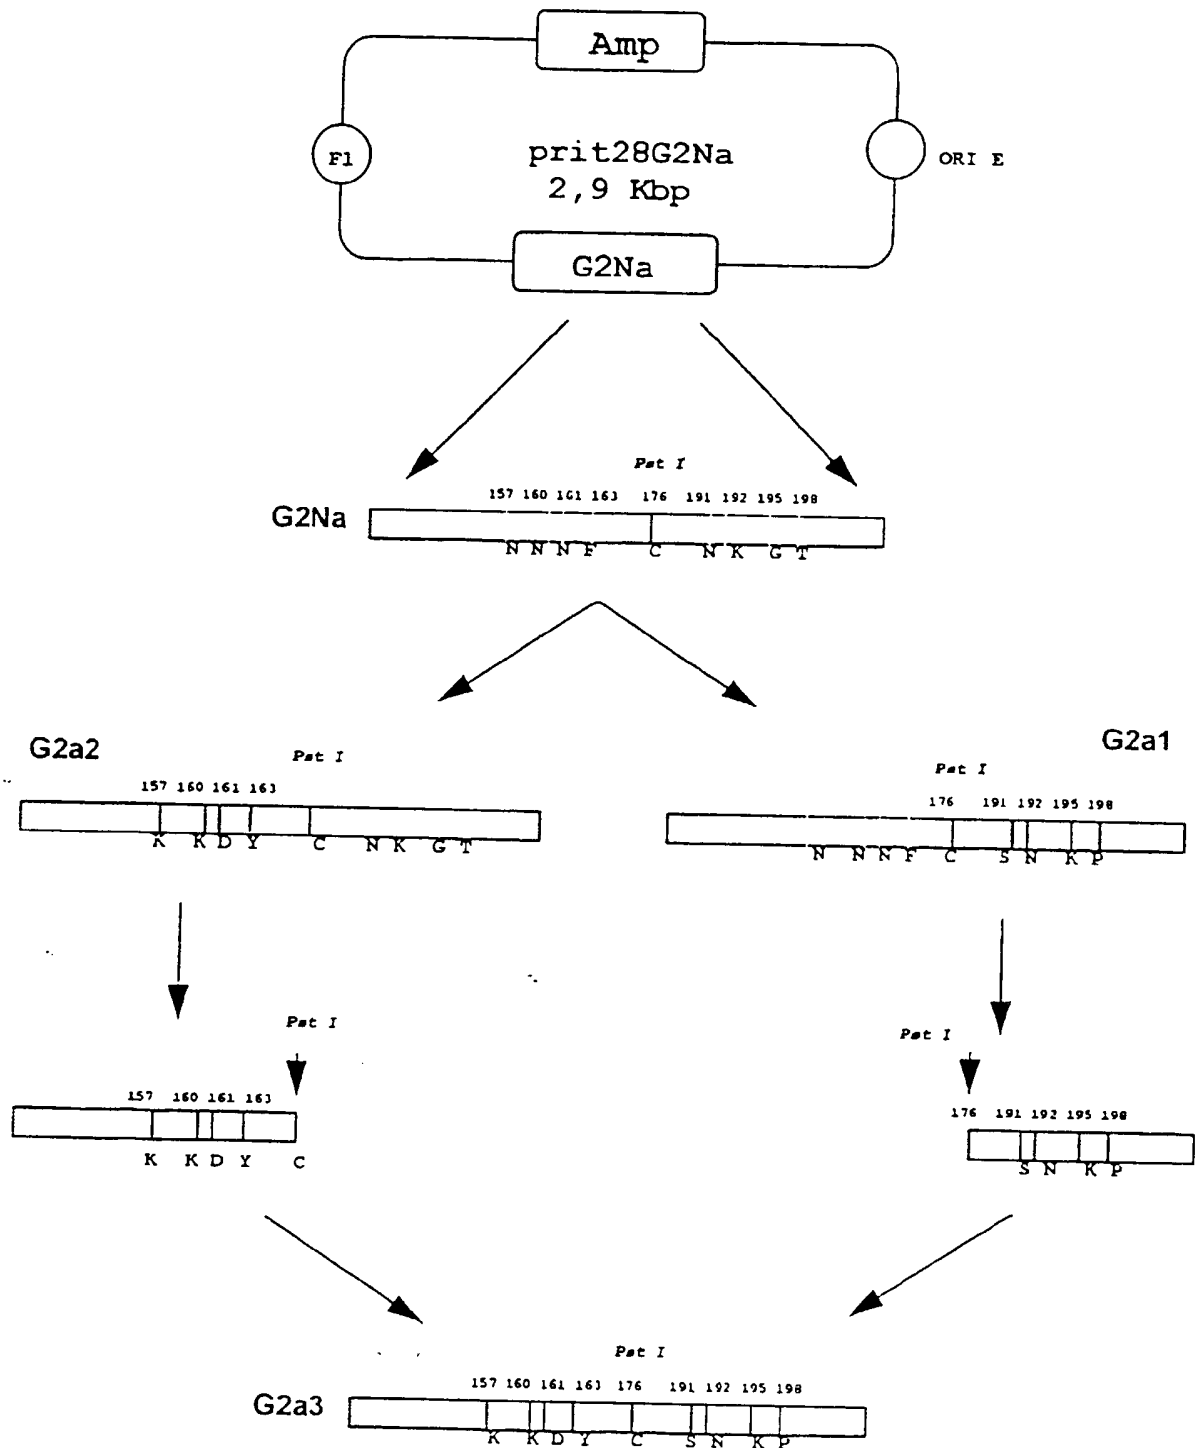 Amp
F1
prit28G2Na
2,9 Kbp
ORI E
G2Na
Pst I
157 160 161 163 176 191 192 195 198
G2Na
N N N F C N K G T
G2a2
Pst I
157 160 161 163
K K D Y C N K G T
G2a1
Pst I
176 191 192 195 198
N N N F C S N K P
Pst I
157 160 161 163
K K D Y C
Pst I
176 191 192 195 198
S N K P
Pst I
157 160 161 163 176 191 192 195 198
G2a3
K K D Y C S N K P